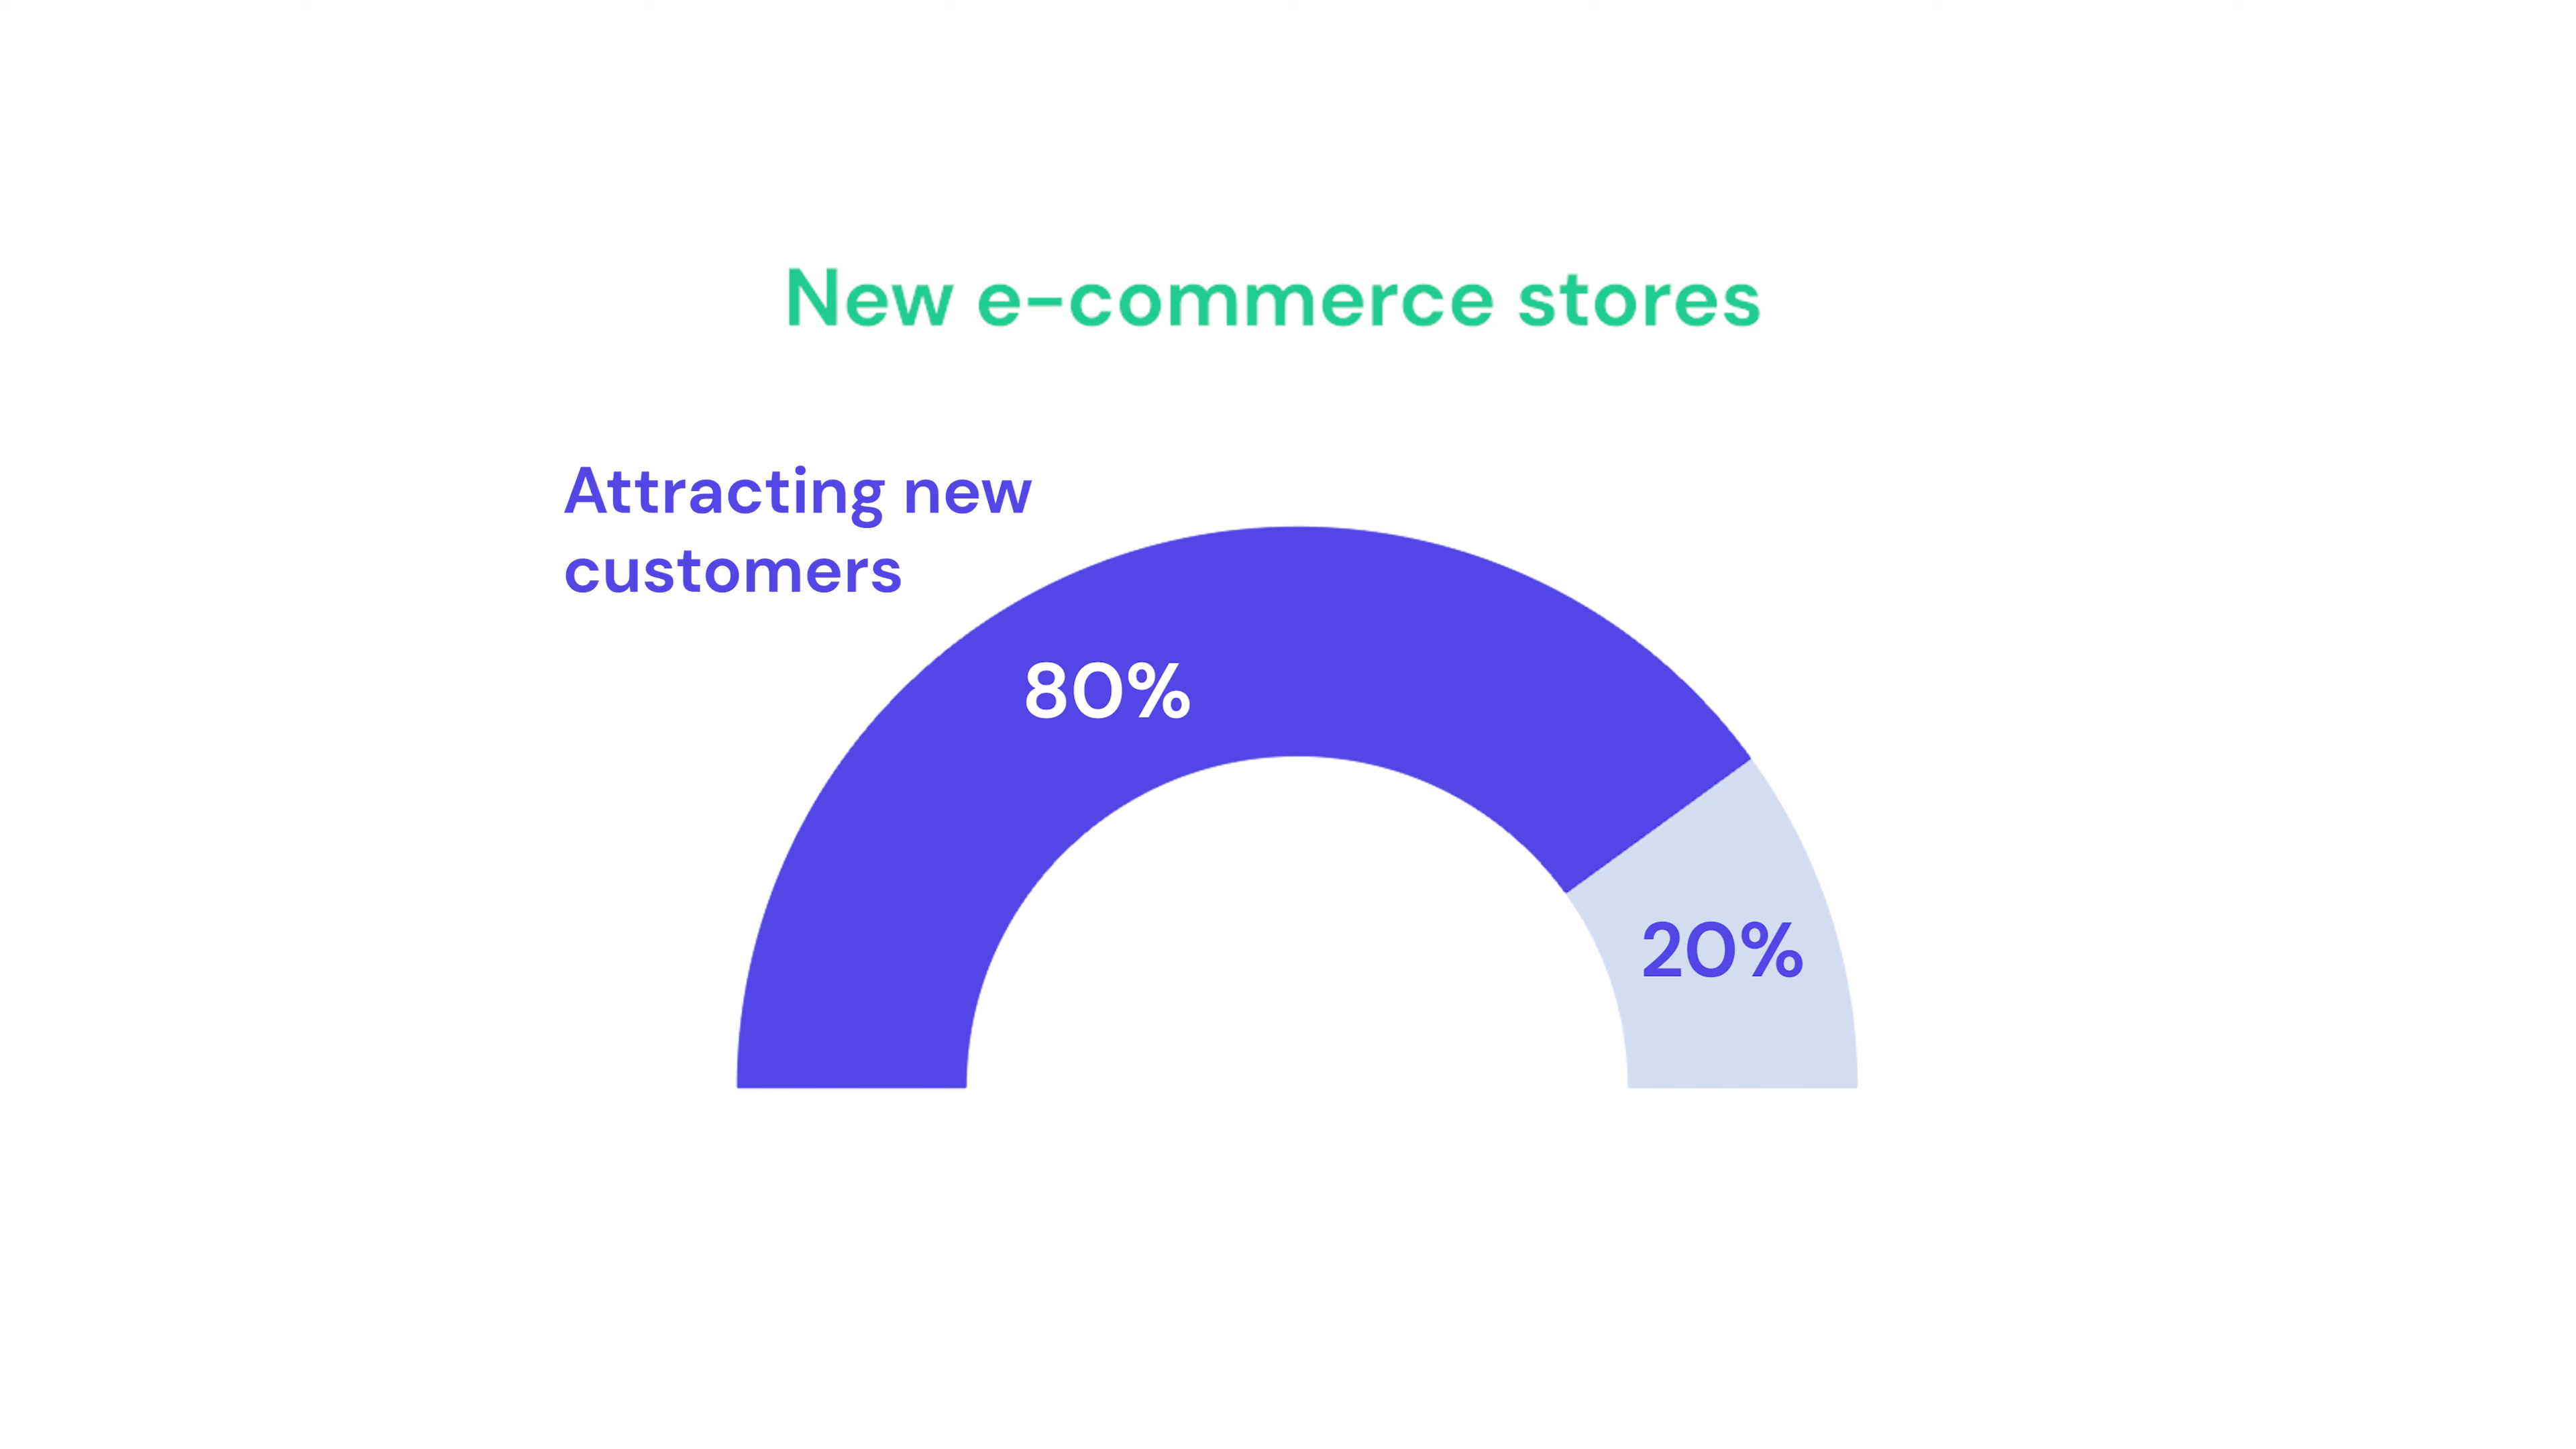 New e-commerce stores
Attracting new
customers
80%
20%